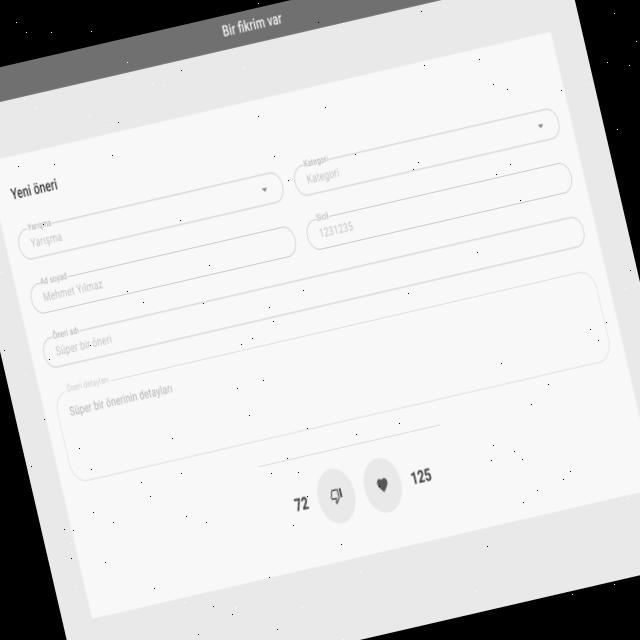 Bir fikrim var
Yeni öneri
Yarışma
Yarışma
Kategori
Kategori
Ad soyad
Mehmet Yılmaz
Sicil
1231235
Öneri adı
Süper bir öneri
Öneri detayları
Süper bir önerinin detayları
72
125